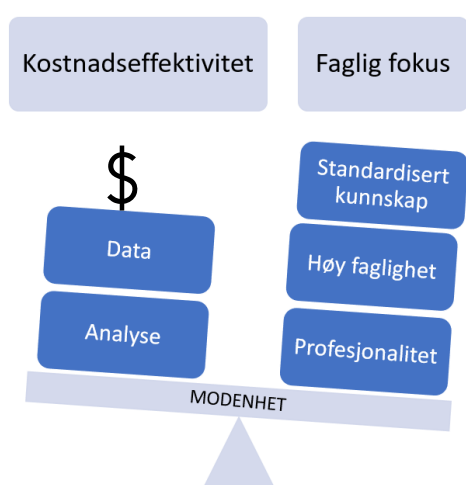 Kostnadseffektivitet
Faglig fokus
$
Data
Analyse
Standardisert
kunnskap
Høy faglighet
Profesjonalitet
MODENHET